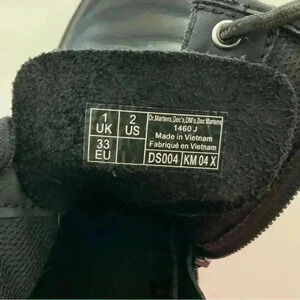 1 UK
2 US
33 EU
Dr.Martens,Doc's,DM's,Doc Martens
1460 J
Made in Vietnam
Fabriqué en Vietnam
DS004 KM 04 X